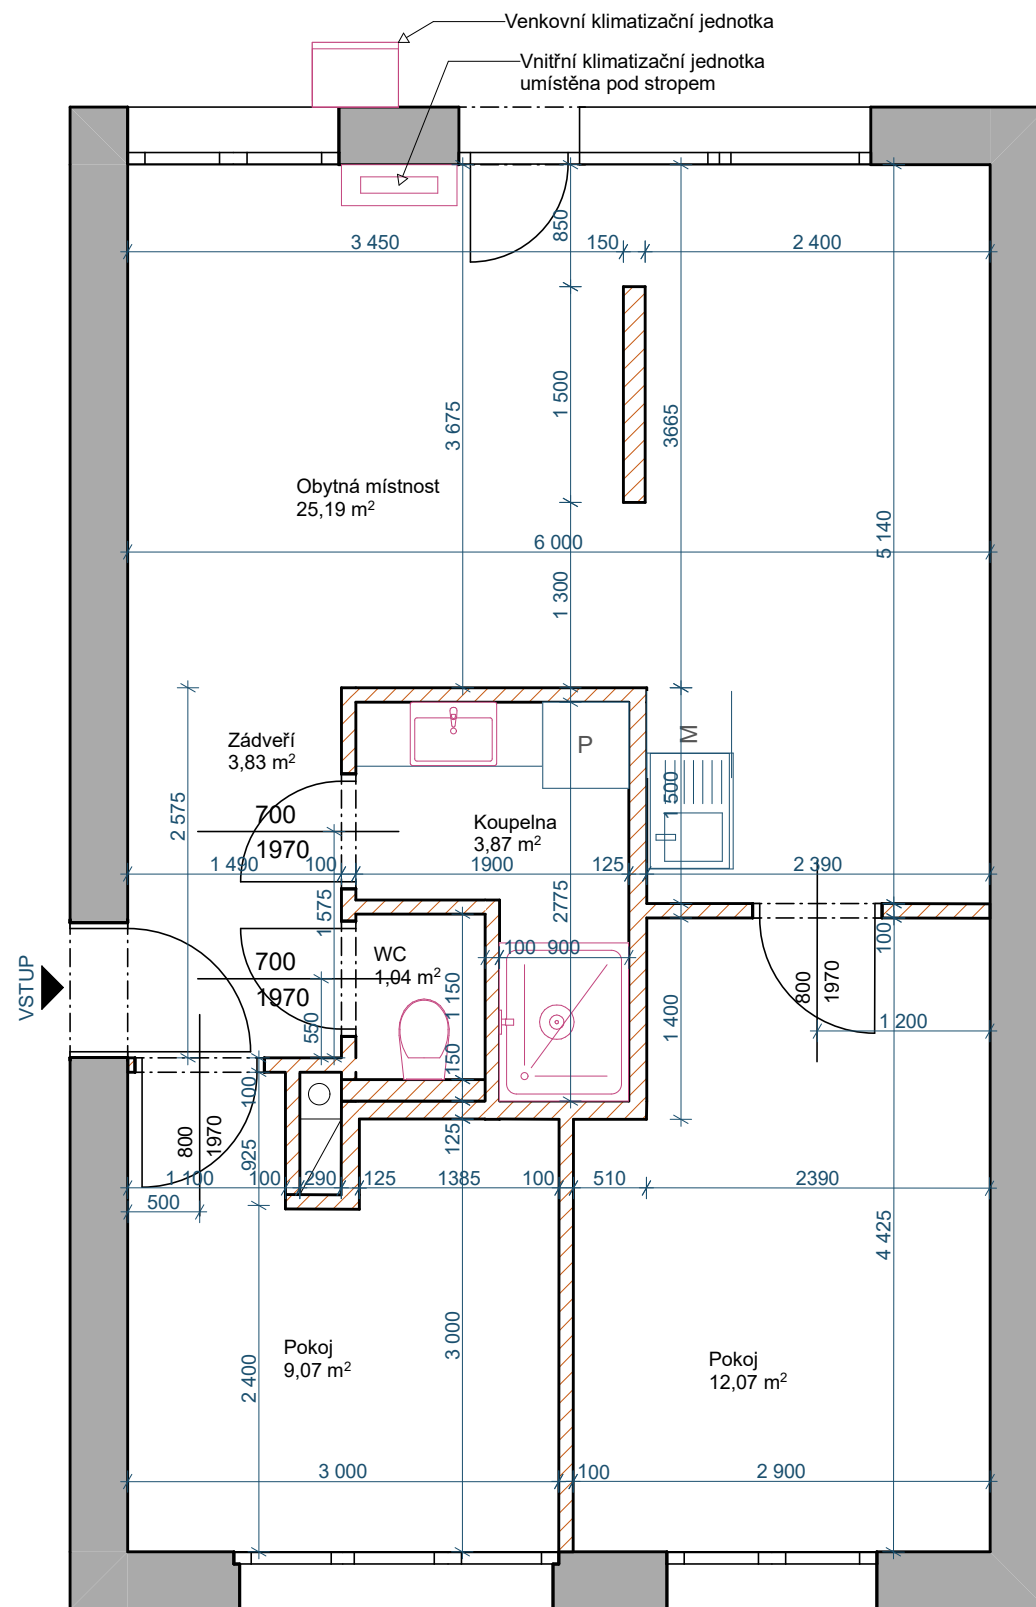 Venkovní klimatizační jednotka
Vnitřní klimatizační jednotka
umístěna pod stropem
850
3 450
150
2 400
1 500
3 675
3665
Obytná místnost
25,19 m²
6 000
5 140
1 300
Zádveří
3,83 m²
P
M
2 575
700
1970
1 500
Koupelna
3,87 m²
1 490
100
1900
125
2 390
1 575
2775
700
1970
WC
1,04 m²
100
900
100
VSTUP
550
1 150
1 400
800
1970
1 200
150
100
800
1970
925
125
1 100
100
290
125
1385
100
510
2390
500
4 425
3 000
Pokoj
9,07 m²
2 400
Pokoj
12,07 m²
3 000
100
2 900